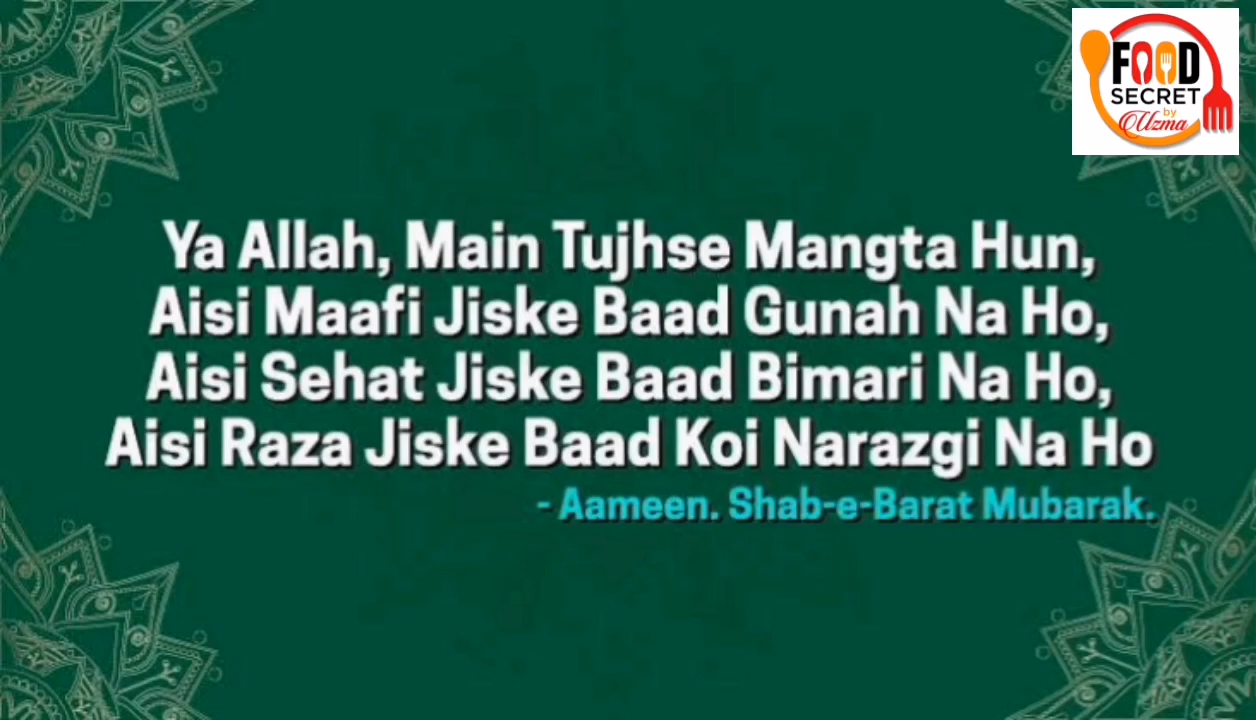 FOOD
SECRET
by
Uzma
Ya Allah, Main Tujhse Mangta Hun,
Aisi Maafi Jiske Baad Gunah Na Ho,
Aisi Sehat Jiske Baad Bimari Na Ho,
Aisi Raza Jiske Baad Koi Narazgi Na Ho
- Aameen. Shab-e-Barat Mubarak.